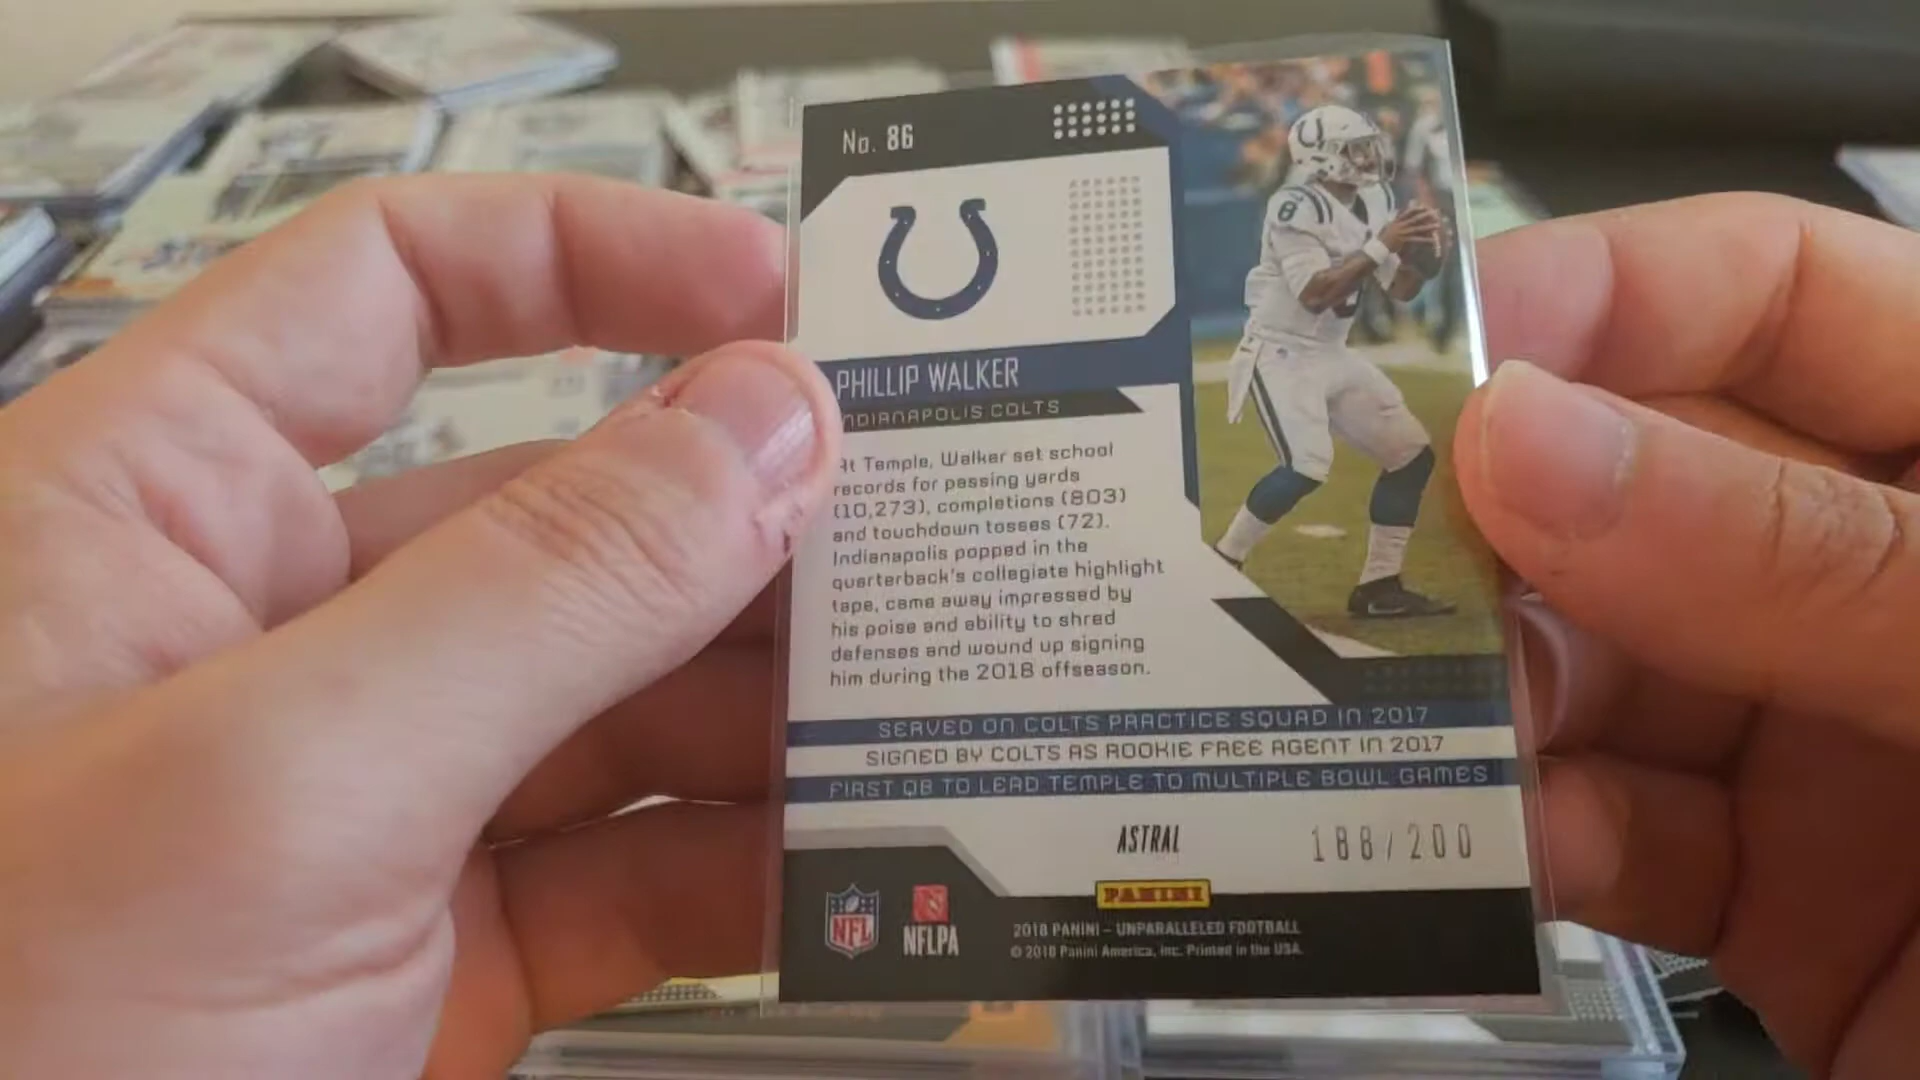 No. 86
8
PHILLIP WALKER
INDIANAPOLIS COLTS
At Temple, Walker set school
records for passing yards
(10,273), completions (803)
and touchdown tosses (72).
Indianapolis popped in the
quarterback's collegiate highlight
tape, came away impressed by
his poise and ability to shred
defenses and wound up signing
him during the 2018 offseason.
SERVED ON COLTS PRACTICE SQUAD IN 2017
SIGNED BY COLTS AS ROOKIE FREE AGENT IN 2017
FIRST QB TO LEAD TEMPLE TO MULTIPLE BOWL GAMES
ASTRAL
188/200
PANINI
NFL
NFLPA
2018 PANINI – UNPARALLELED FOOTBALL
© 2018 Panini America, Inc. Printed in the USA.